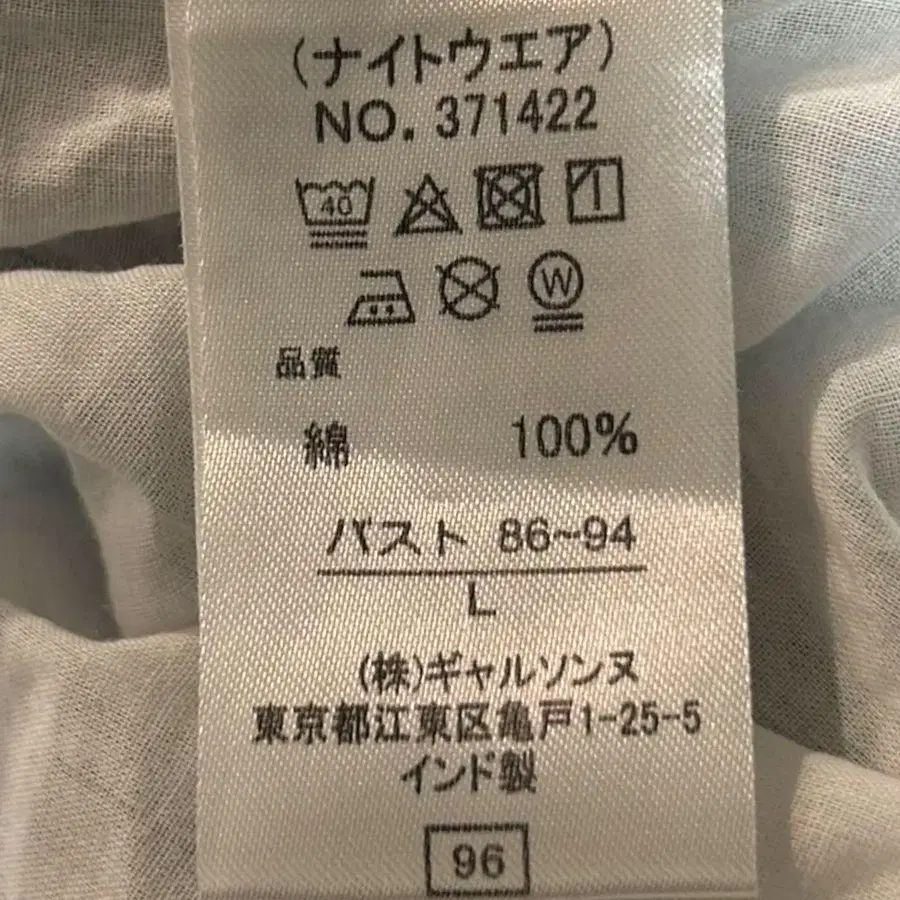 (ナイトウエア)
NO. 371422
40
W
品質
綿 100%
バスト 86~94
L
(株)ギャルソンヌ
東京都江東区亀戸1-25-5
インド製
96